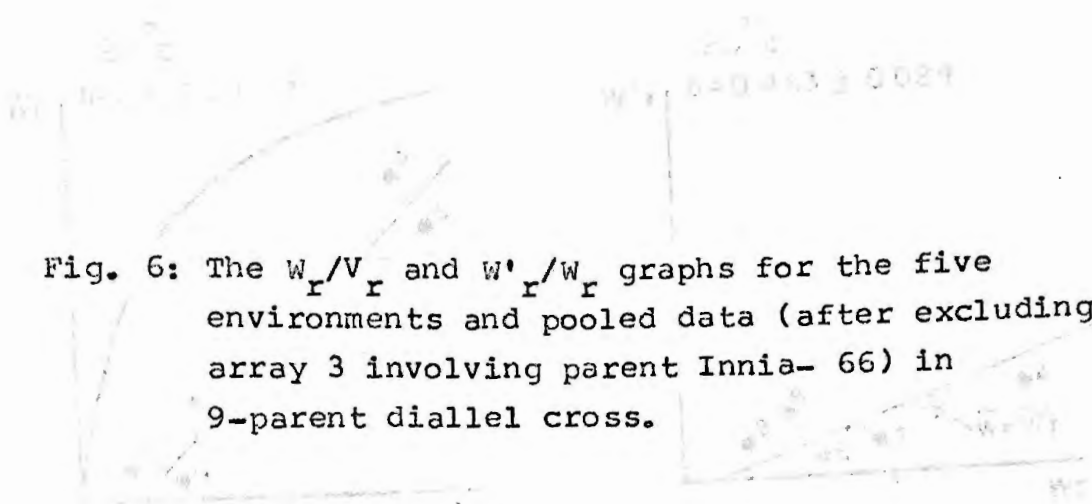 Fig. 6: The Wr/Vr and W'r/Wr graphs for the five
environments and pooled data (after excluding
array 3 involving parent Innia- 66) in
9-parent diallel cross.